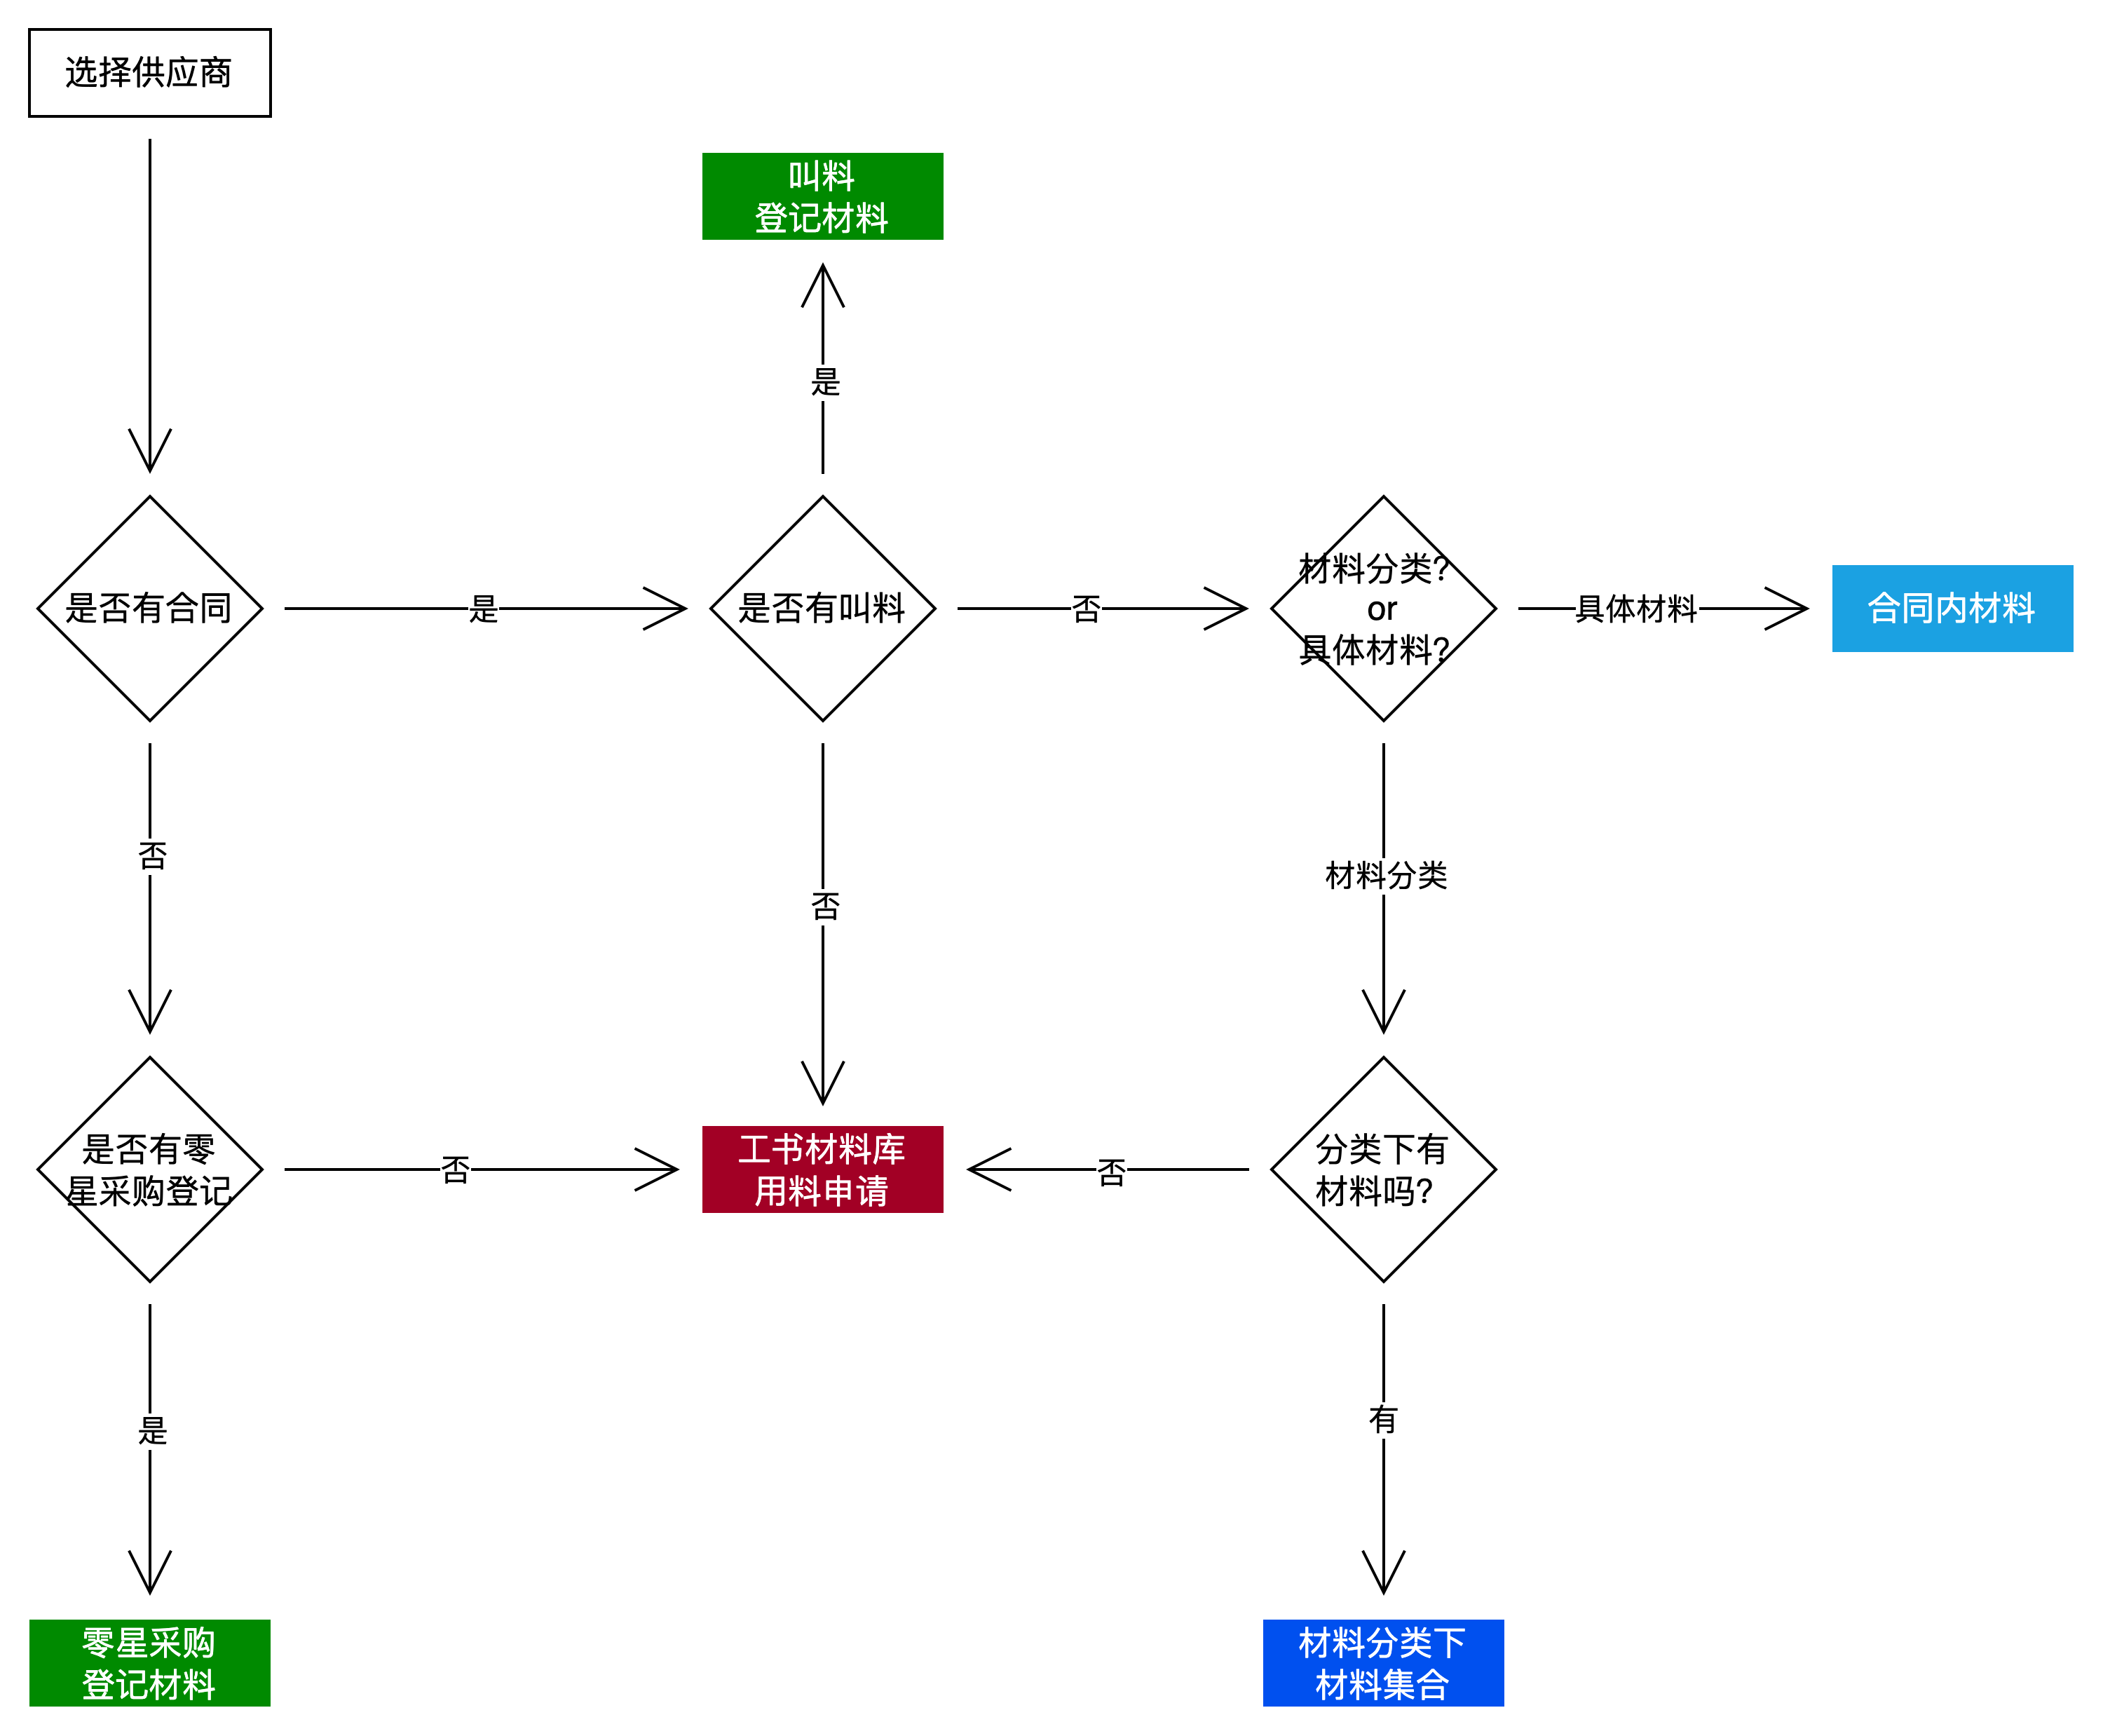 选择供应商
叫料
登记材料
是
是否有合同
是
是否有叫料
否
材料分类?
or
具体材料?
具体材料
合同内材料
否
否
材料分类
是否有零
星采购登记
否
工书材料库
用料申请
否
分类下有
材料吗?
是
有
零星采购
登记材料
材料分类下
材料集合